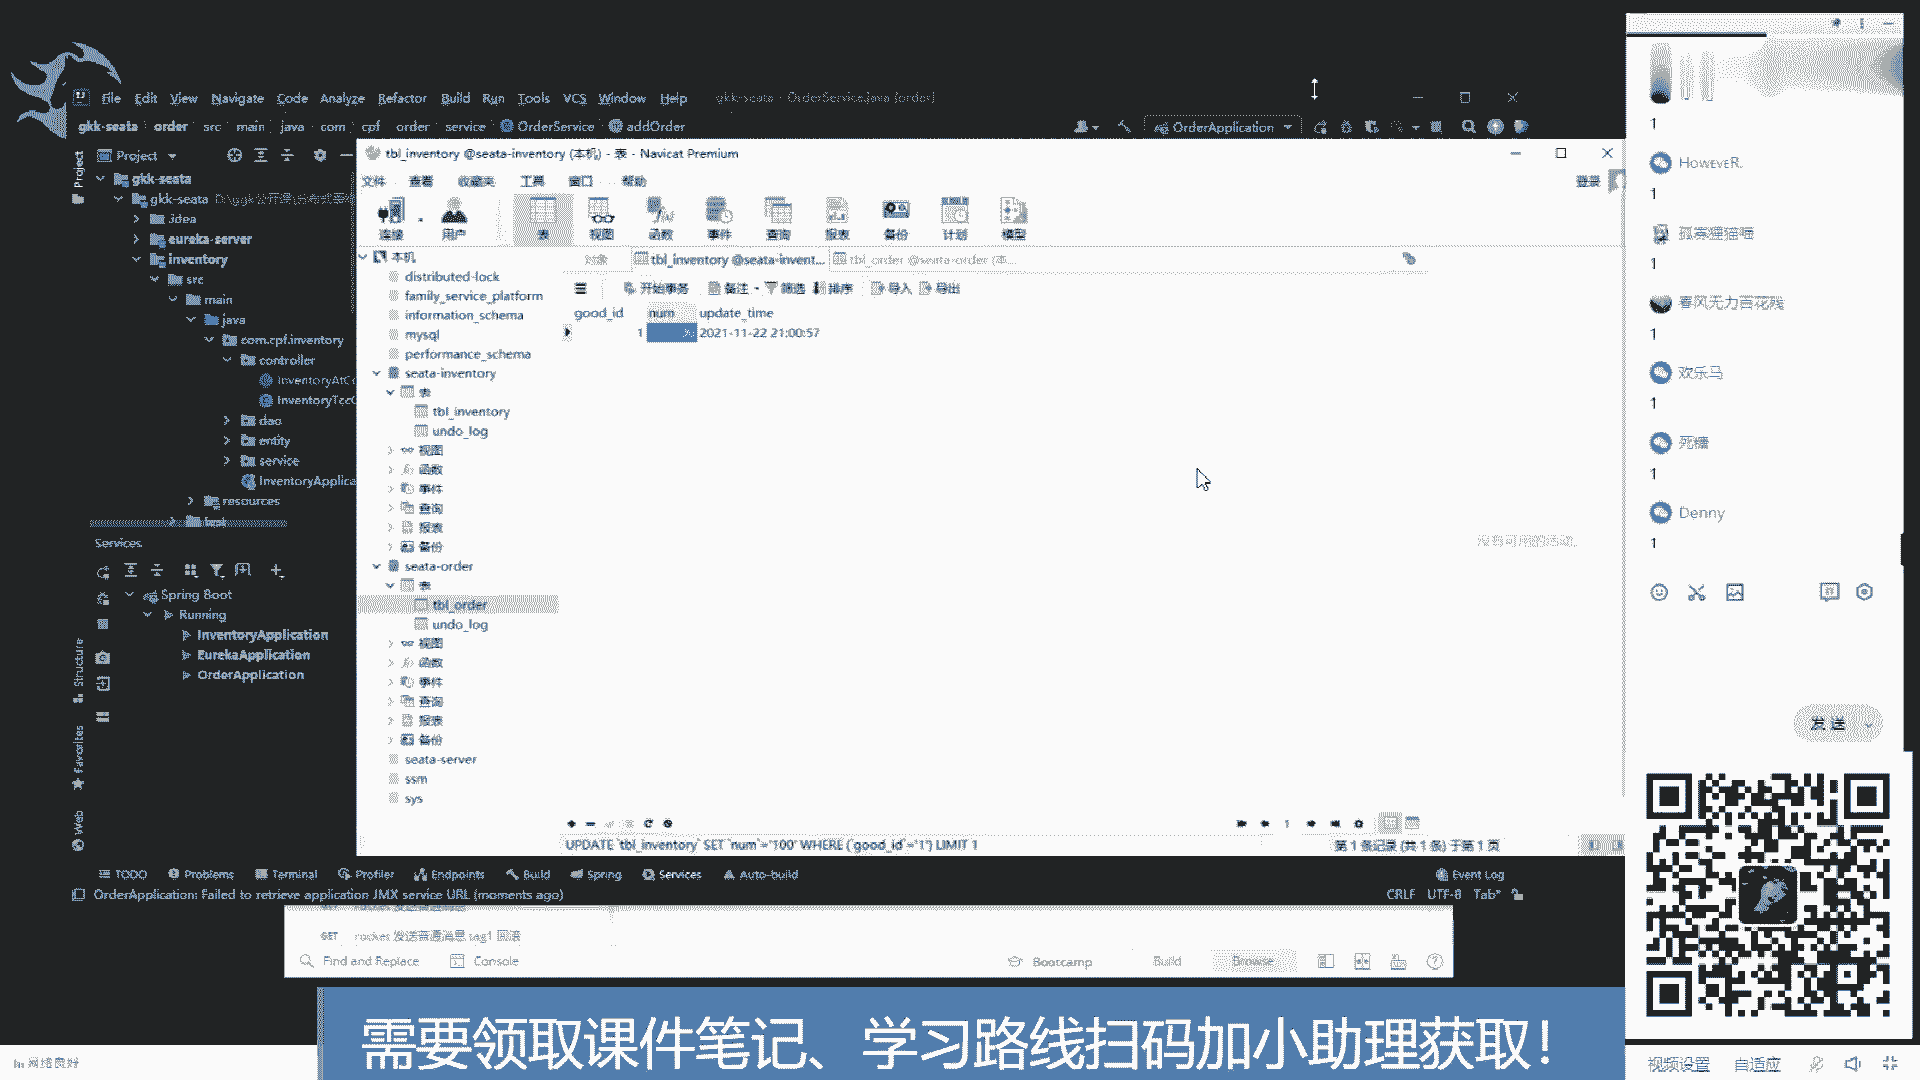 File Edit View Navigate Code Analyze Refactor Build Run Tools VCS Window Help gkk-seata - OrderService.java [order]
gkk-seata order src main java com cpf order service OrderService addOrder
OrderApplication
Project
Project
gkk-seata
gkk-seata
.idea
eureka-server
inventory
src
main
java
com.cpf.inventory
controller
InventoryAtC
InventoryTcc
dao
entity
service
InventoryApplica
resources
test
Services
Spring Boot
Running
InventoryApplication
EurekaApplication
OrderApplication
Structure
Favorites
Web
tbl_inventory @seata-inventory (本机) - 表 - Navicat Premium
文件 查看 收藏夹 工具 窗口 帮助
登录
连接 用户 表 视图 函数 事件 查询 报表 备份 计划 模型
本机
distributed-lock
family_service_platform
information_schema
mysql
performance_schema
seata-inventory
表
tbl_inventory
undo_log
视图
函数
事件
查询
报表
备份
seata-order
表
tbl_order
undo_log
视图
函数
事件
查询
报表
备份
seata-server
ssm
sys
对象 tbl_inventory @seata-invent... tbl_order @seata-order (本...
开始事务 备注 筛选 排序 导入 导出
good_id num update_time
1 2021-11-22 21:00:57
没有可用的活动.
1
UPDATE `tbl_inventory` SET `num`='100' WHERE (`good_id`='1') LIMIT 1
第 1 条记录 (共 1 条) 于第 1 页
TODO Problems Terminal Profiler Endpoints Build Spring Services Auto-build
Event Log
OrderApplication: Failed to retrieve application JMX service URL (moments ago)
CRLF UTF-8 Tab*
GET rocket 发送普通消息 tag1 回滚
Find and Replace Console
Bootcamp Build Browse
需要领取课件笔记、学习路线扫码加小助理获取！
网络良好
1
HoweveR.
1
孤寡狸猫喵
1
春风无力百花残
1
欢乐马
1
死糖
1
Denny
1
发送
视频设置 自适应